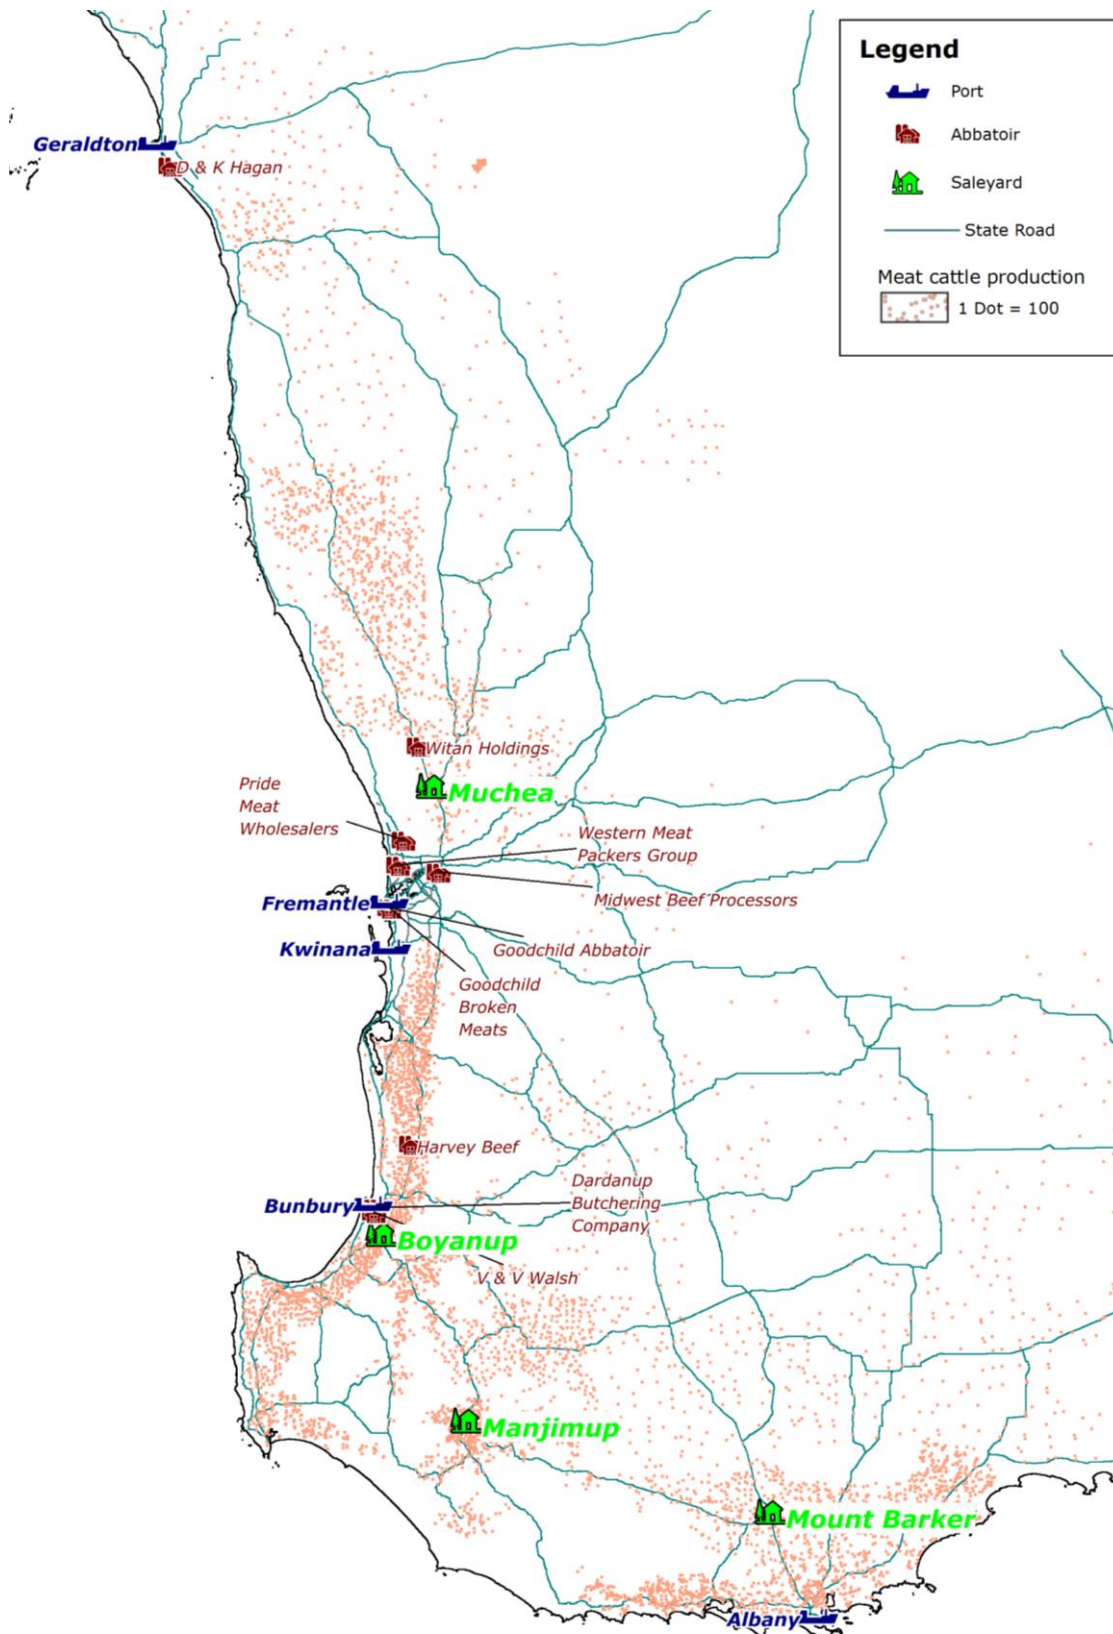 Legend
Port
Abbatoir
Saleyard
State Road
Meat cattle production
1 Dot = 100
Geraldton
D & K Hagan
Witan Holdings
Muchea
Pride
Meat
Wholesalers
Western Meat
Packers Group
Midwest Beef Processors
Fremantle
Goodchild Abbatoir
Kwinana
Goodchild
Broken
Meats
Harvey Beef
Dardanup
Butchering
Company
Bunbury
Boyanup
V & V Walsh
Manjimup
Mount Barker
Albany